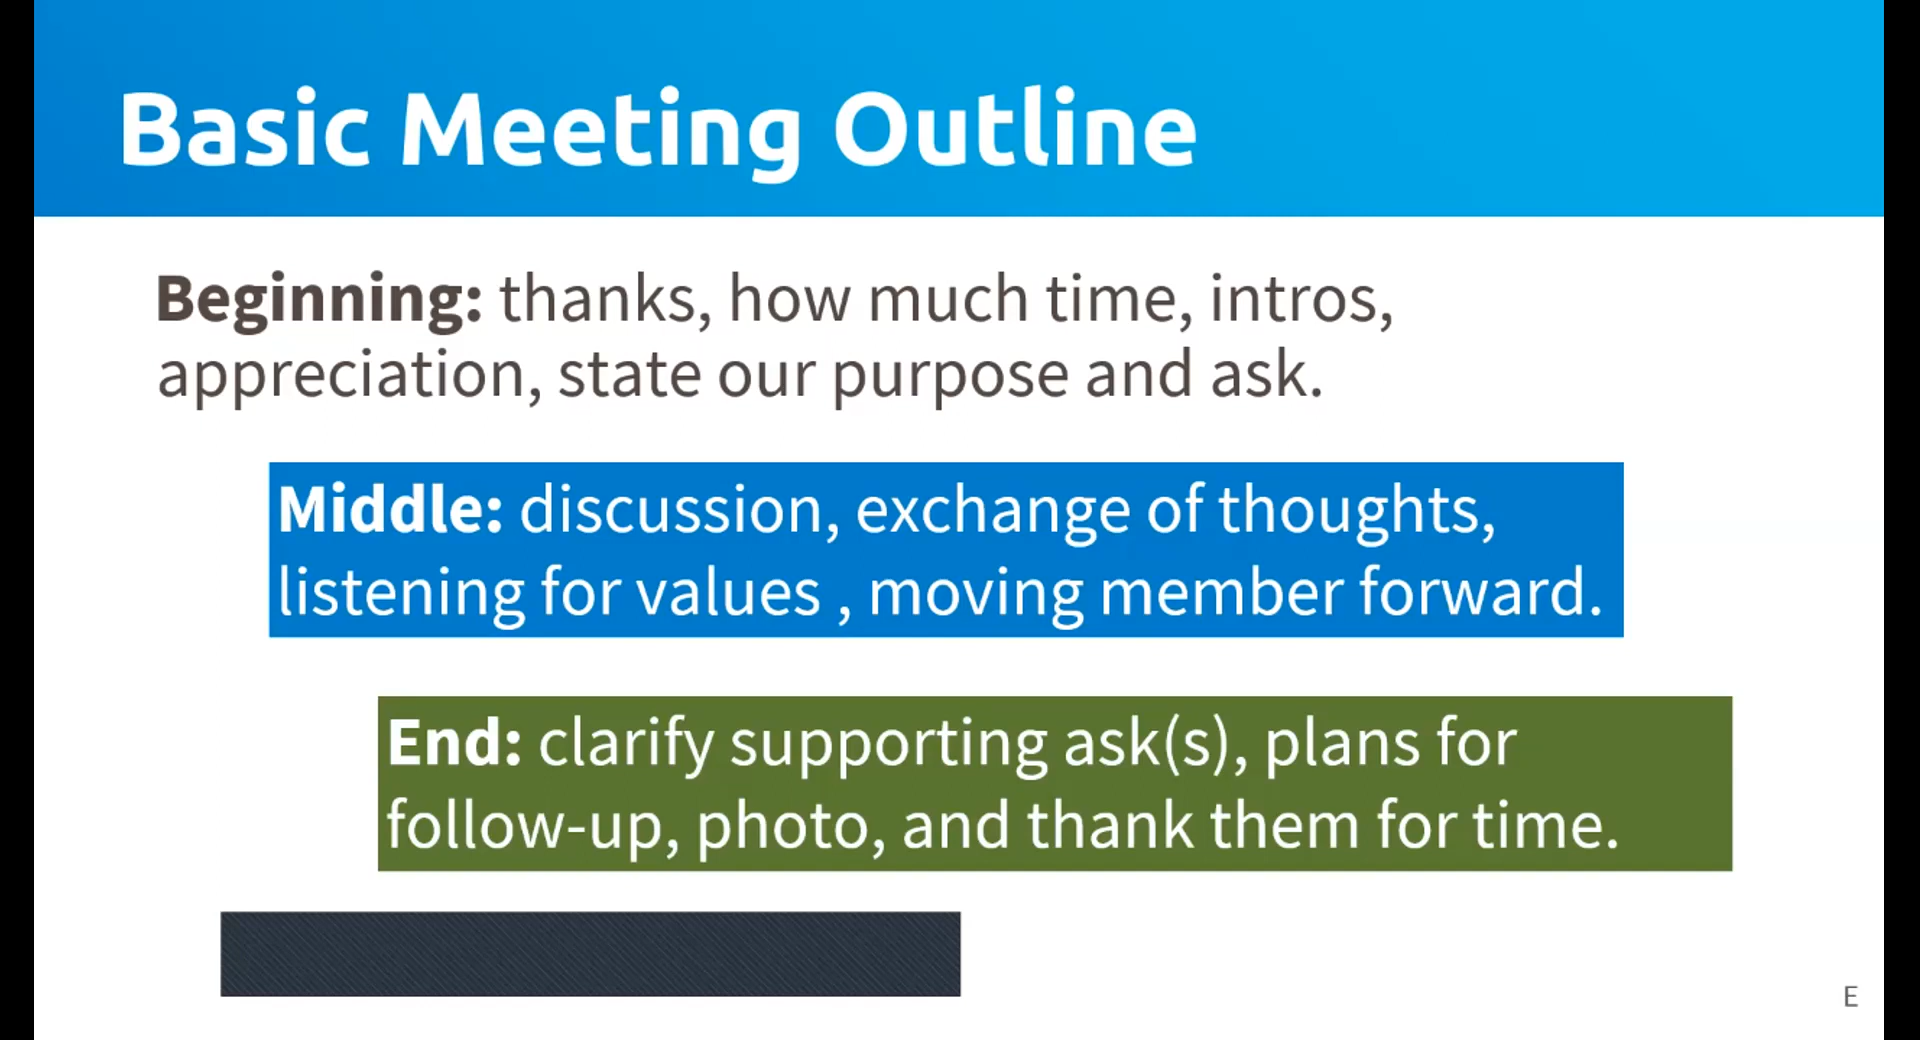 Basic Meeting Outline
Beginning: thanks, how much time, intros,
appreciation, state our purpose and ask.
Middle: discussion, exchange of thoughts,
listening for values , moving member forward.
End: clarify supporting ask(s), plans for
follow-up, photo, and thank them for time.
E